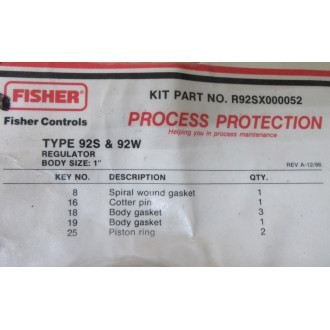 FISHER
KIT PART NO. R92SX000052
Fisher Controls
PROCESS PROTECTION
Helping you in process maintenance
TYPE 92S & 92W
REGULATOR
BODY SIZE: 1"
REV A-12/86
KEY NO. DESCRIPTION QTY.
8 Spiral wound gasket 1
16 Cotter pin 1
18 Body gasket 3
19 Body gasket 1
25 Piston ring 2